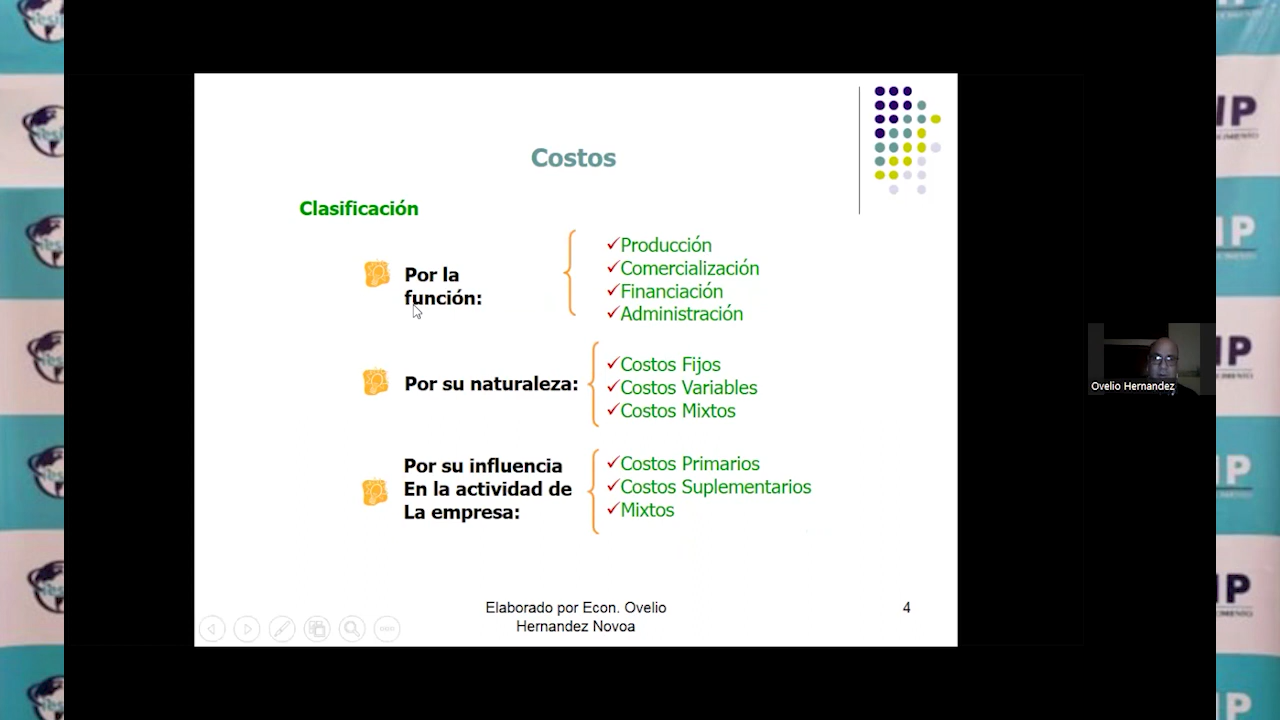 Costos
Clasificación
Por la
función:
Producción
Comercialización
Financiación
Administración
Por su naturaleza:
Costos Fijos
Costos Variables
Costos Mixtos
Por su influencia
En la actividad de
La empresa:
Costos Primarios
Costos Suplementarios
Mixtos
Elaborado por Econ. Ovelio
Hernandez Novoa
4
Ovelio Hernandez